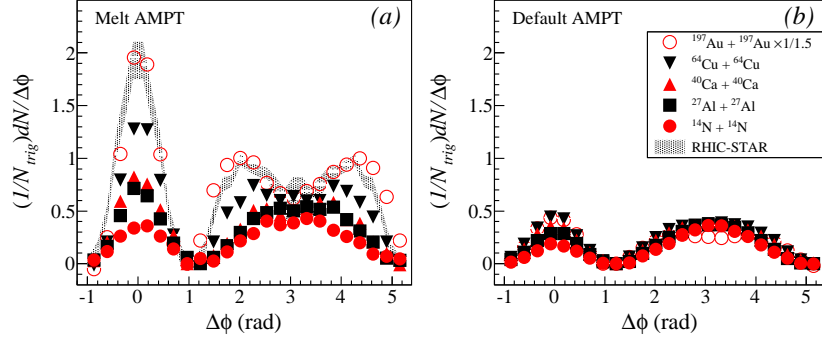 Melt AMPT
(a)
(1/N_trig)dN/Δϕ
2
1.5
1
0.5
0
-1 0 1 2 3 4 5
Δϕ (rad)
Default AMPT
(b)
¹⁹⁷Au + ¹⁹⁷Au ×1/1.5
⁶⁴Cu + ⁶⁴Cu
⁴⁰Ca + ⁴⁰Ca
²⁷Al + ²⁷Al
¹⁴N + ¹⁴N
RHIC-STAR
(1/N_trig)dN/Δϕ
2
1.5
1
0.5
0
-1 0 1 2 3 4 5
Δϕ (rad)